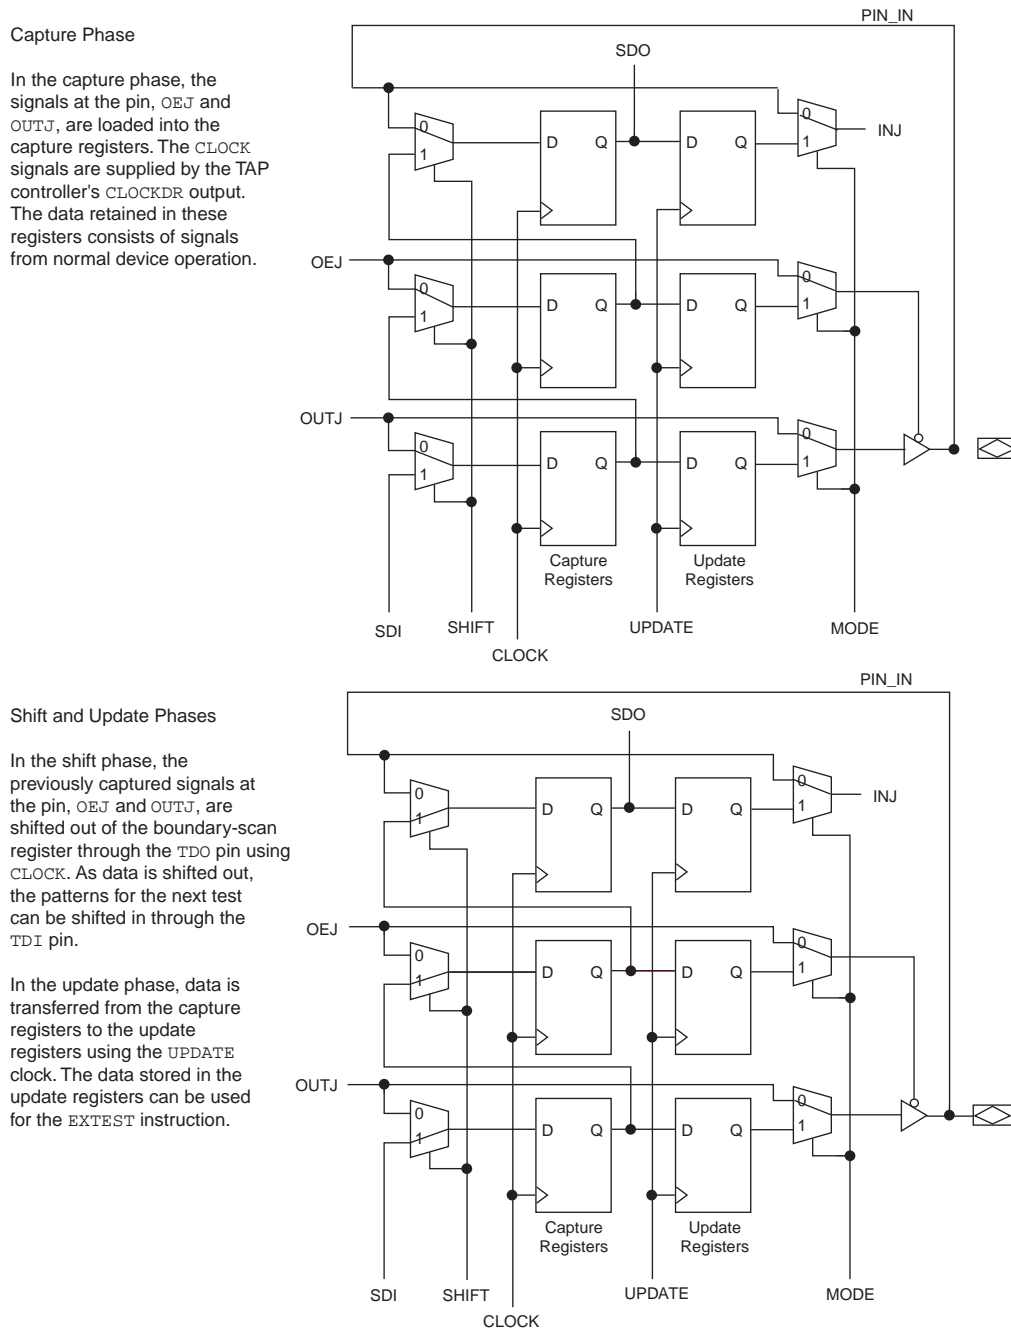 Capture Phase
In the capture phase, the
signals at the pin, OEJ and
OUTJ, are loaded into the
capture registers. The CLOCK
signals are supplied by the TAP
controller's CLOCKDR output.
The data retained in these
registers consists of signals
from normal device operation.
PIN_IN
SDO
0
1
D Q
D Q
0
1
INJ
OEJ
0
1
D Q
D Q
0
1
OUTJ
0
1
D Q
D Q
0
1
Capture
Registers
Update
Registers
SDI
SHIFT
CLOCK
UPDATE
MODE
Shift and Update Phases
In the shift phase, the
previously captured signals at
the pin, OEJ and OUTJ, are
shifted out of the boundary-scan
register through the TDO pin using
CLOCK. As data is shifted out,
the patterns for the next test
can be shifted in through the
TDI pin.
In the update phase, data is
transferred from the capture
registers to the update
registers using the UPDATE
clock. The data stored in the
update registers can be used
for the EXTEST instruction.
PIN_IN
SDO
0
1
D Q
D Q
0
1
INJ
OEJ
0
1
D Q
D Q
0
1
OUTJ
0
1
D Q
D Q
0
1
Capture
Registers
Update
Registers
SDI
SHIFT
CLOCK
UPDATE
MODE